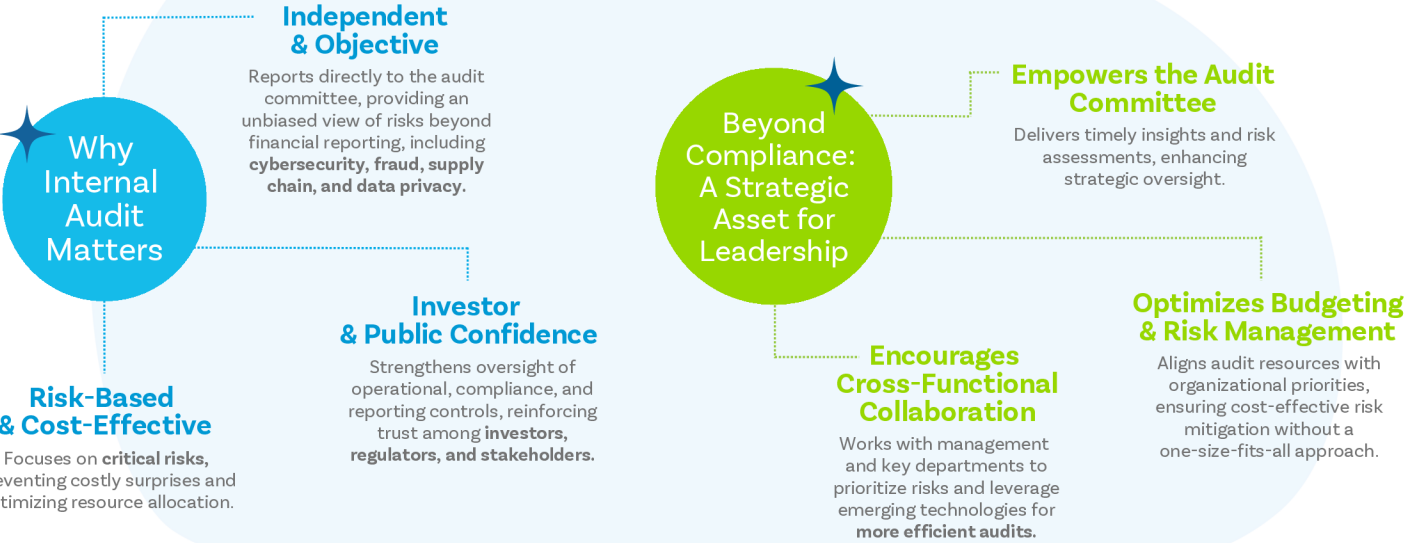 Why
Internal
Audit
Matters
Independent
& Objective
Reports directly to the audit
committee, providing an
unbiased view of risks beyond
financial reporting, including
cybersecurity, fraud, supply
chain, and data privacy.
Investor
& Public Confidence
Strengthens oversight of
operational, compliance, and
reporting controls, reinforcing
trust among investors,
regulators, and stakeholders.
Risk-Based
& Cost-Effective
Focuses on critical risks,
eventing costly surprises and
timizing resource allocation.
Beyond
Compliance:
A Strategic
Asset for
Leadership
Empowers the Audit
Committee
Delivers timely insights and risk
assessments, enhancing
strategic oversight.
Optimizes Budgeting
& Risk Management
Aligns audit resources with
organizational priorities,
ensuring cost-effective risk
mitigation without a
one-size-fits-all approach.
Encourages
Cross-Functional
Collaboration
Works with management
and key departments to
prioritize risks and leverage
emerging technologies for
more efficient audits.